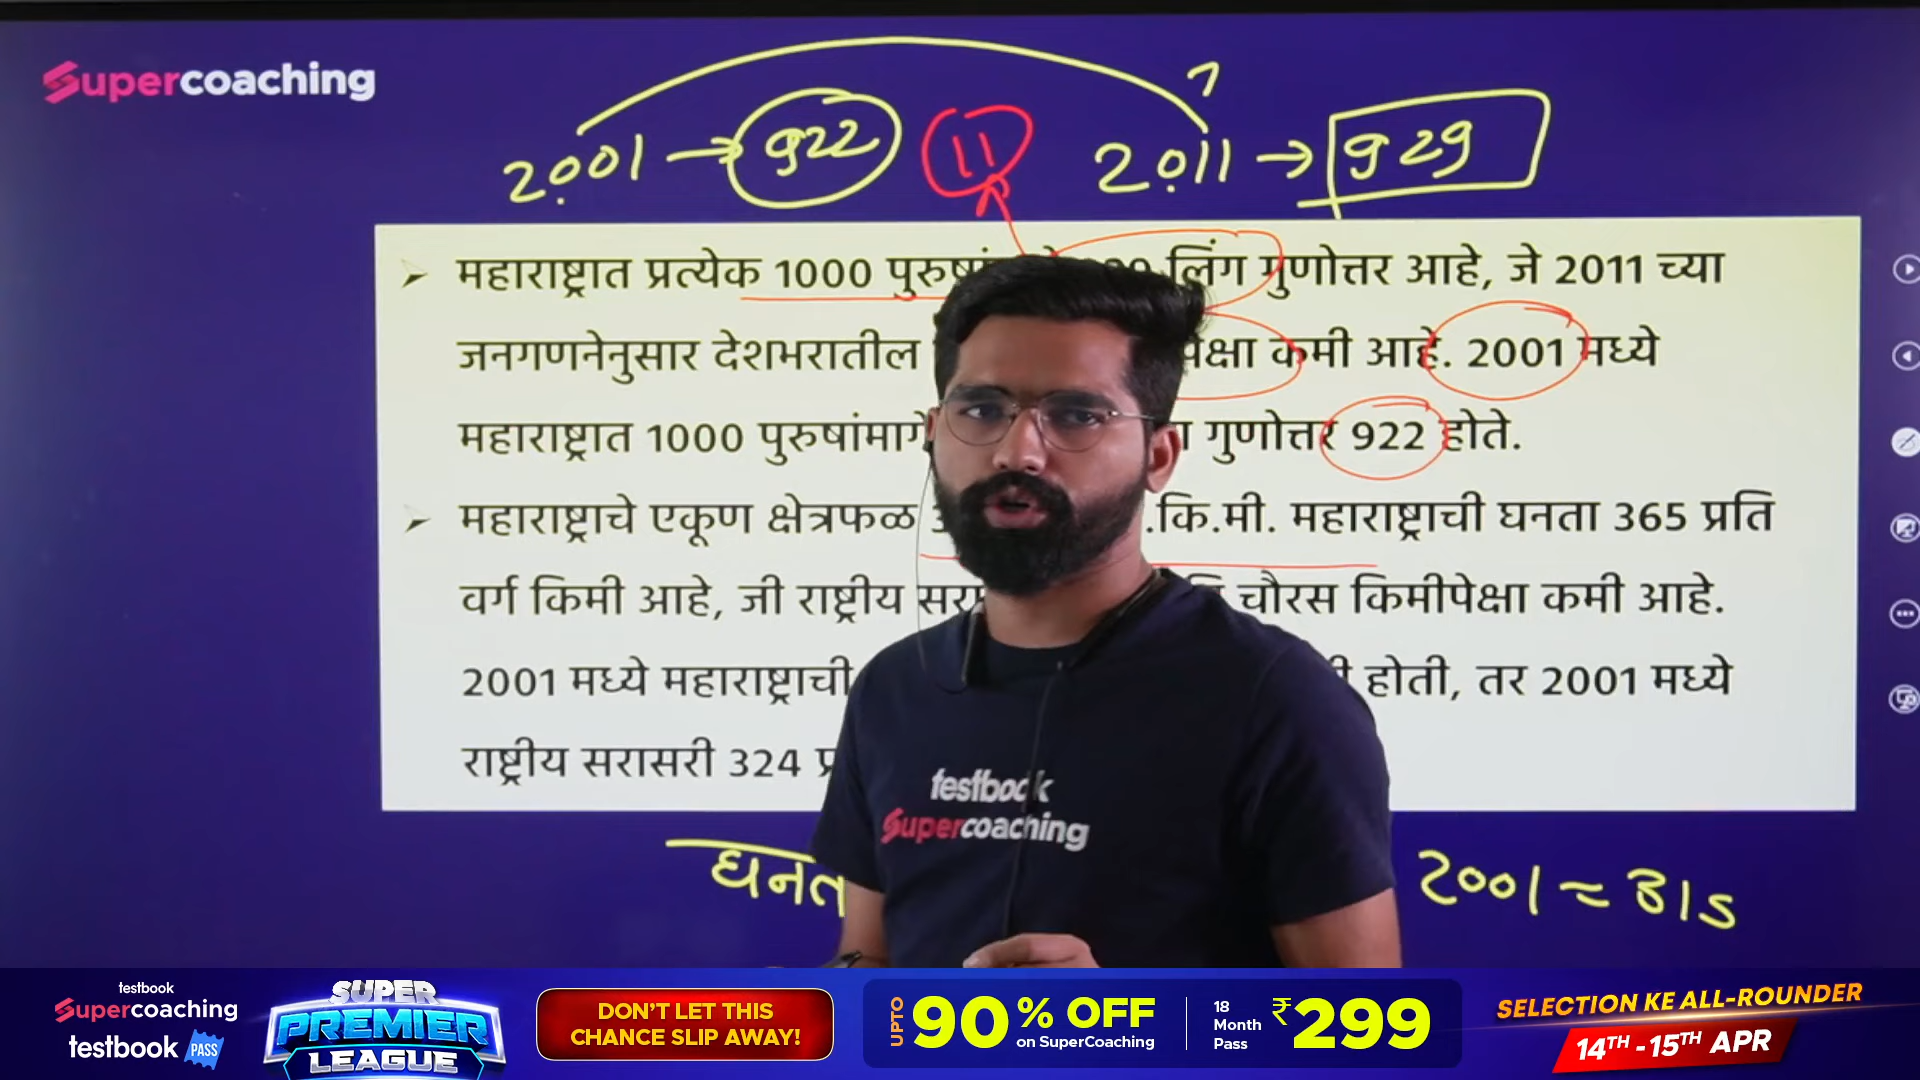 Supercoaching
2001 → 922 11 2011 → 929
➤ महाराष्ट्रात प्रत्येक 1000 लिंग गुणोत्तर आहे, जे 2011 च्या
जनगणनेनुसार देशभरातील कमी आहे. 2001 मध्ये
महाराष्ट्रात 1000 गुणोत्तर 922 होते.
➤ महाराष्ट्राचे एकूण क्षेत्रफळ .कि.मी. महाराष्ट्राची घनता 365 प्रति
वर्ग किमी आहे, जी राष्ट्रीय चौरस किमीपेक्षा कमी आहे.
2001 मध्ये महाराष्ट्राची होती, तर 2001 मध्ये
राष्ट्रीय सरासरी 324
testbook
Supercoaching
2001 = 315
testbook
Supercoaching
testbook PASS
SUPER
PREMIER
LEAGUE
DON'T LET THIS
CHANCE SLIP AWAY!
UPTO 90% OFF
on SuperCoaching
18
Month
Pass
₹299
SELECTION KE ALL-ROUNDER
14TH - 15TH APR